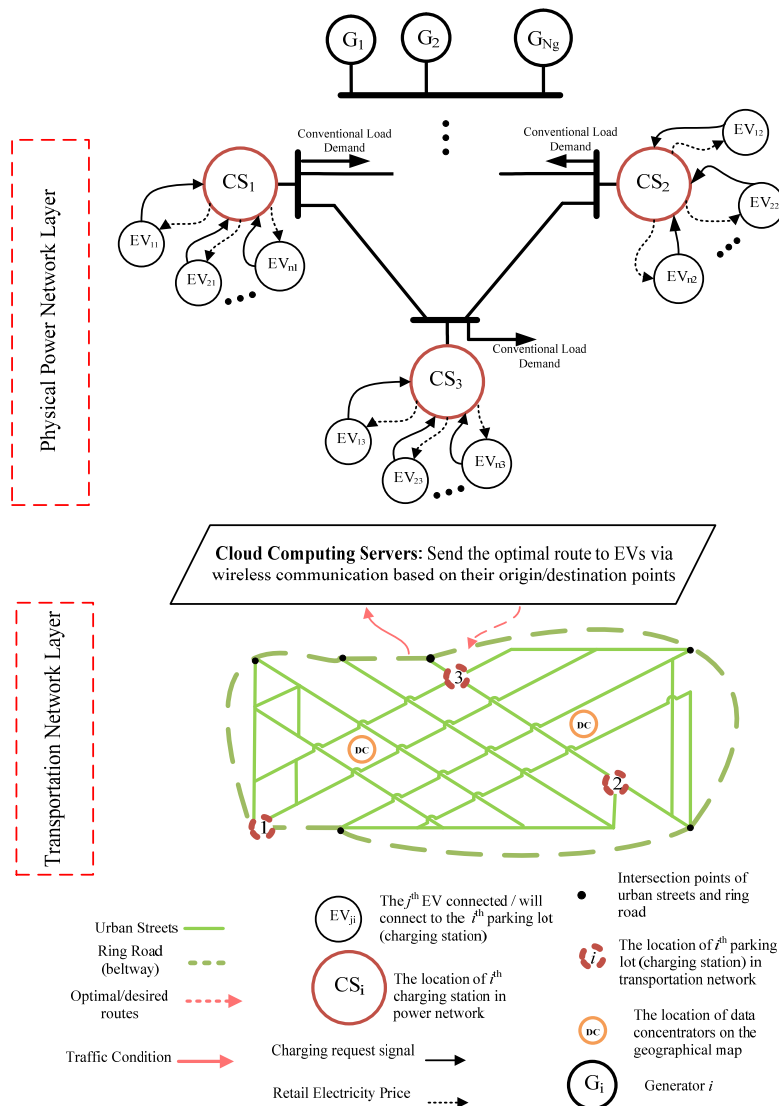 G1
G2
GNg
Physical Power Network Layer
Conventional Load
Demand
Conventional Load
Demand
CS1
CS2
EV12
EV22
EVn2
EV11
EV21
EVn1
Conventional Load
Demand
CS3
EV13
EV23
EVn3
Cloud Computing Servers: Send the optimal route to EVs via
wireless communication based on their origin/destination points
Transportation Network Layer
3
DC
DC
2
1
Urban Streets
Ring Road
(beltway)
Optimal/desired
routes
Traffic Condition
EVji
The jth EV connected / will
connect to the ith parking lot
(charging station)
CSi
The location of ith
charging station in
power network
Charging request signal
Retail Electricity Price
Intersection points of
urban streets and ring
road
i
The location of ith parking
lot (charging station) in
transportation network
DC
The location of data
concentrators on the
geographical map
Gi
Generator i